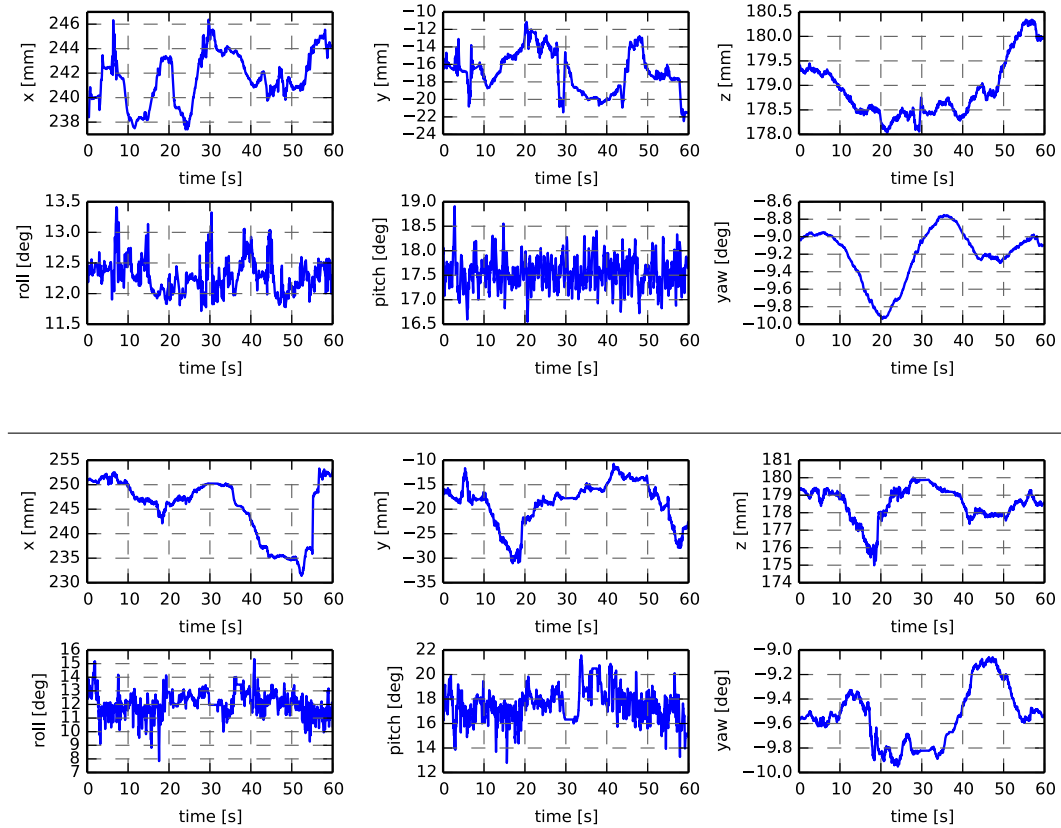 x [mm]
246
244
242
240
238
0 10 20 30 40 50 60
time [s]
y [mm]
−10
−12
−14
−16
−18
−20
−22
−24
0 10 20 30 40 50 60
time [s]
z [mm]
180.5
180.0
179.5
179.0
178.5
178.0
0 10 20 30 40 50 60
time [s]
roll [deg]
13.5
13.0
12.5
12.0
11.5
0 10 20 30 40 50 60
time [s]
pitch [deg]
19.0
18.5
18.0
17.5
17.0
16.5
0 10 20 30 40 50 60
time [s]
yaw [deg]
−8.6
−8.8
−9.0
−9.2
−9.4
−9.6
−9.8
−10.0
0 10 20 30 40 50 60
time [s]
x [mm]
255
250
245
240
235
230
0 10 20 30 40 50 60
time [s]
y [mm]
−10
−15
−20
−25
−30
−35
0 10 20 30 40 50 60
time [s]
z [mm]
181
180
179
178
177
176
175
174
0 10 20 30 40 50 60
time [s]
roll [deg]
16
15
14
13
12
11
10
9
8
7
0 10 20 30 40 50 60
time [s]
pitch [deg]
22
20
18
16
14
12
0 10 20 30 40 50 60
time [s]
yaw [deg]
−9.0
−9.2
−9.4
−9.6
−9.8
−10.0
0 10 20 30 40 50 60
time [s]